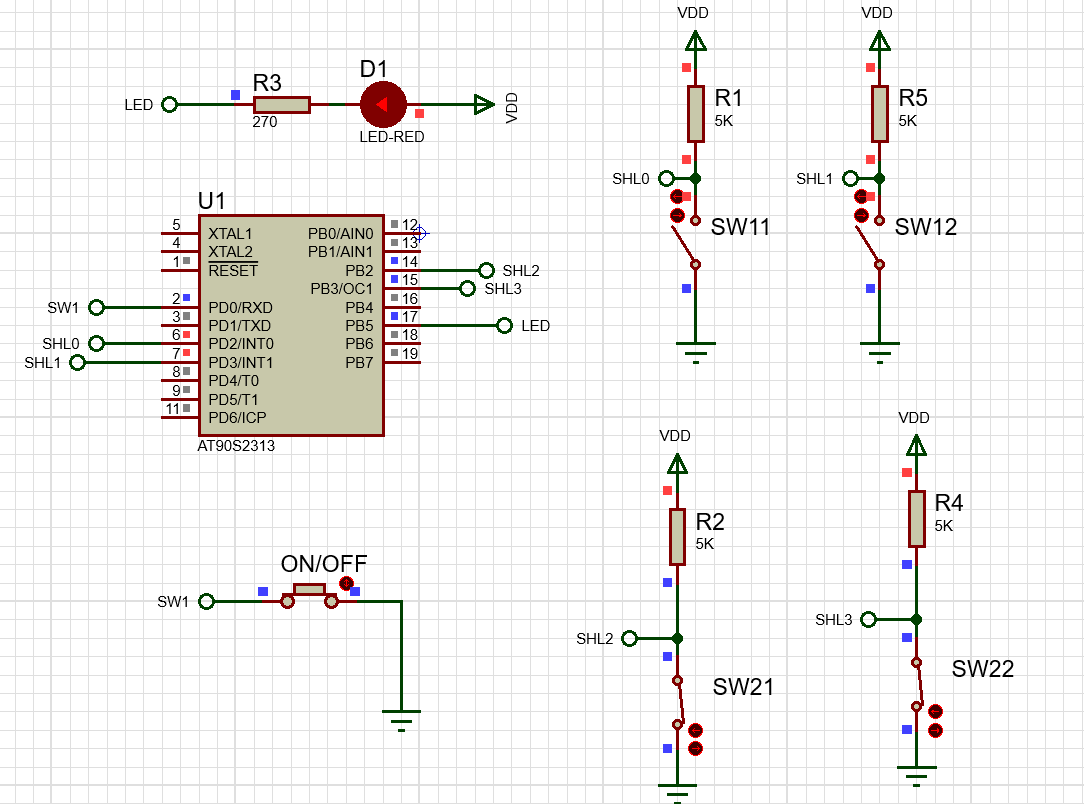 VDD
VDD
D1
R3
LED
VDD
270
LED-RED
R1
5K
R5
5K
SHL0
SHL1
SW11
SW12
U1
5 XTAL1 PB0/AIN0 12
4 XTAL2 PB1/AIN1 13
1 RESET PB2 14 SHL2
PB3/OC1 15 SHL3
SW1 2 PD0/RXD PB4 16
3 PD1/TXD PB5 17 LED
SHL0 6 PD2/INT0 PB6 18
SHL1 7 PD3/INT1 PB7 19
8 PD4/T0
9 PD5/T1
11 PD6/ICP
AT90S2313
VDD
VDD
R2
5K
R4
5K
ON/OFF
SW1
SHL2
SHL3
SW21
SW22